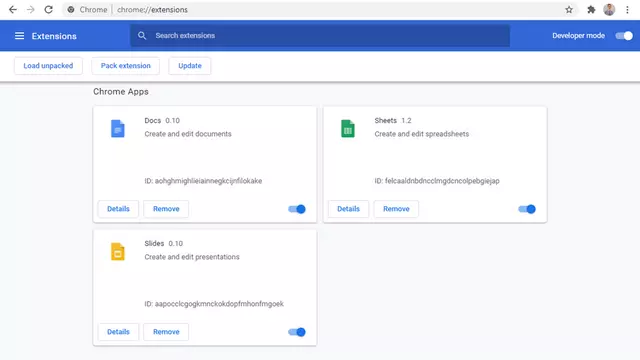 Chrome | chrome://extensions
Extensions
Search extensions
Developer mode
Load unpacked
Pack extension
Update
Chrome Apps
Docs 0.10
Create and edit documents
ID: aohghmighlieiainnegkcijnfilokake
Details
Remove
Sheets 1.2
Create and edit spreadsheets
ID: felcaaldnbdncclmgdcncolpebgiejap
Details
Remove
Slides 0.10
Create and edit presentations
ID: aapocclcgogkmnckokdopfmhonfmgoek
Details
Remove